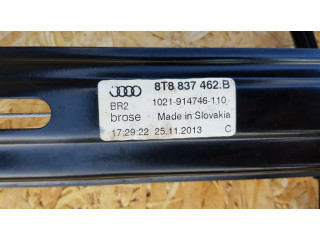 8T8 837 462.B
BR2 1021-914746-110
brose Made in Slovakia
17:29:22 25.11.2013 C